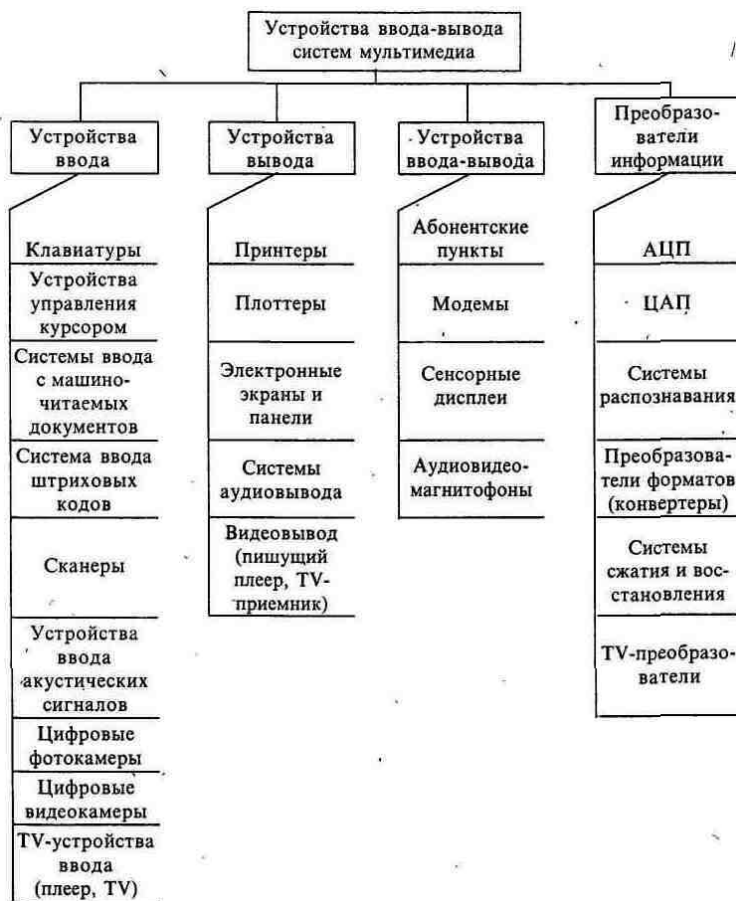 Устройства ввода-вывода
систем мультимедиа
Устройства
ввода
Клавиатуры
Устройства
управления
курсором
Системы ввода
с машино-
читаемых
документов
Система ввода
штриховых
кодов
Сканеры
Устройства
ввода
акустических
сигналов
Цифровые
фотокамеры
Цифровые
видеокамеры
TV-устройства
ввода
(плеер, TV)
Устройства
вывода
Принтеры
Плоттеры
Электронные
экраны и
панели
Системы
аудиовывода
Видеовывод
(пишущий
плеер, TV-
приемник)
Устройства
ввода-вывода
Абонентские
пункты
Модемы
Сенсорные
дисплеи
Аудиовидео-
магнитофоны
Преобразо-
ватели
информации
АЦП
ЦАП
Системы
распознавания
Преобразова-
тели форматов
(конвертеры)
Системы
сжатия и вос-
становления
TV-преобразо-
ватели